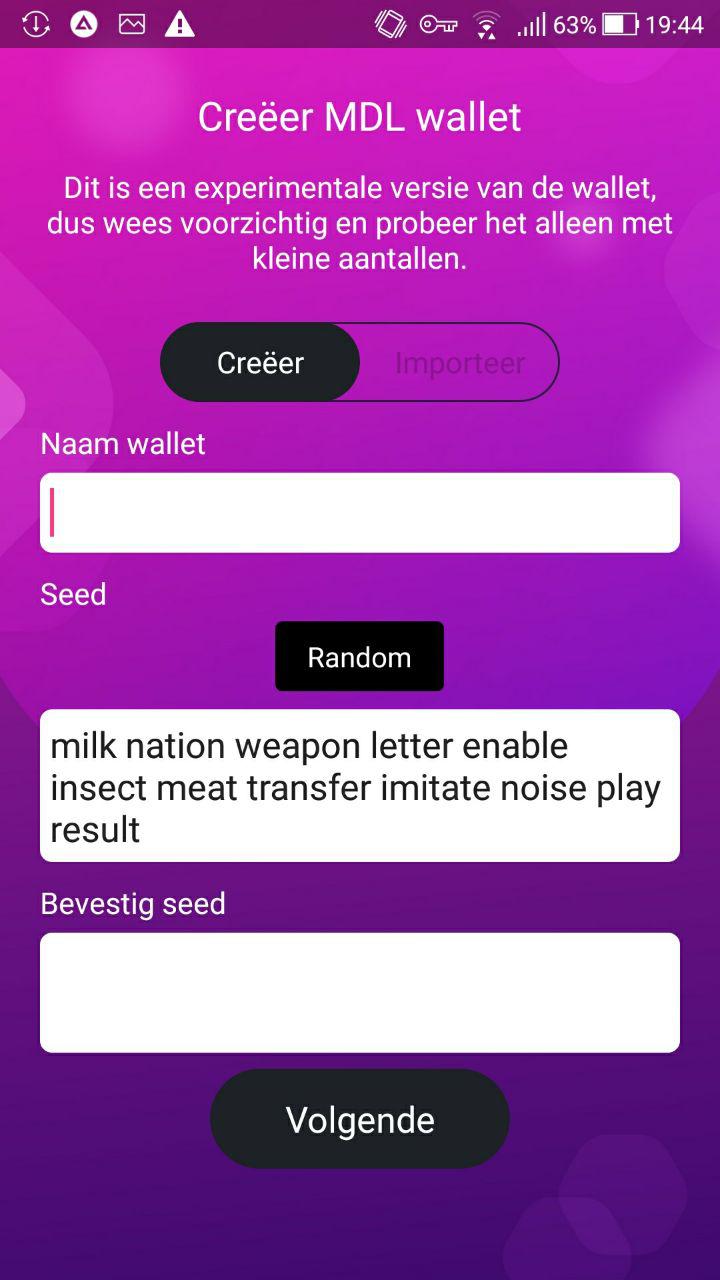 63% 19:44
Creëer MDL wallet
Dit is een experimentale versie van de wallet,
dus wees voorzichtig en probeer het alleen met
kleine aantallen.
Creëer Importeer
Naam wallet
Seed
Random
milk nation weapon letter enable
insect meat transfer imitate noise play
result
Bevestig seed
Volgende